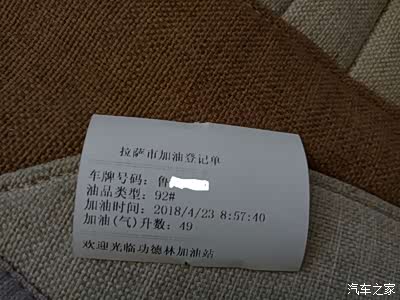 拉萨市加油登记单
车牌号码: 鲁
油品类型: 92#
加油时间: 2018/4/23 8:57:40
加油(气)升数: 49
欢迎光临功德林加油站
汽车之家